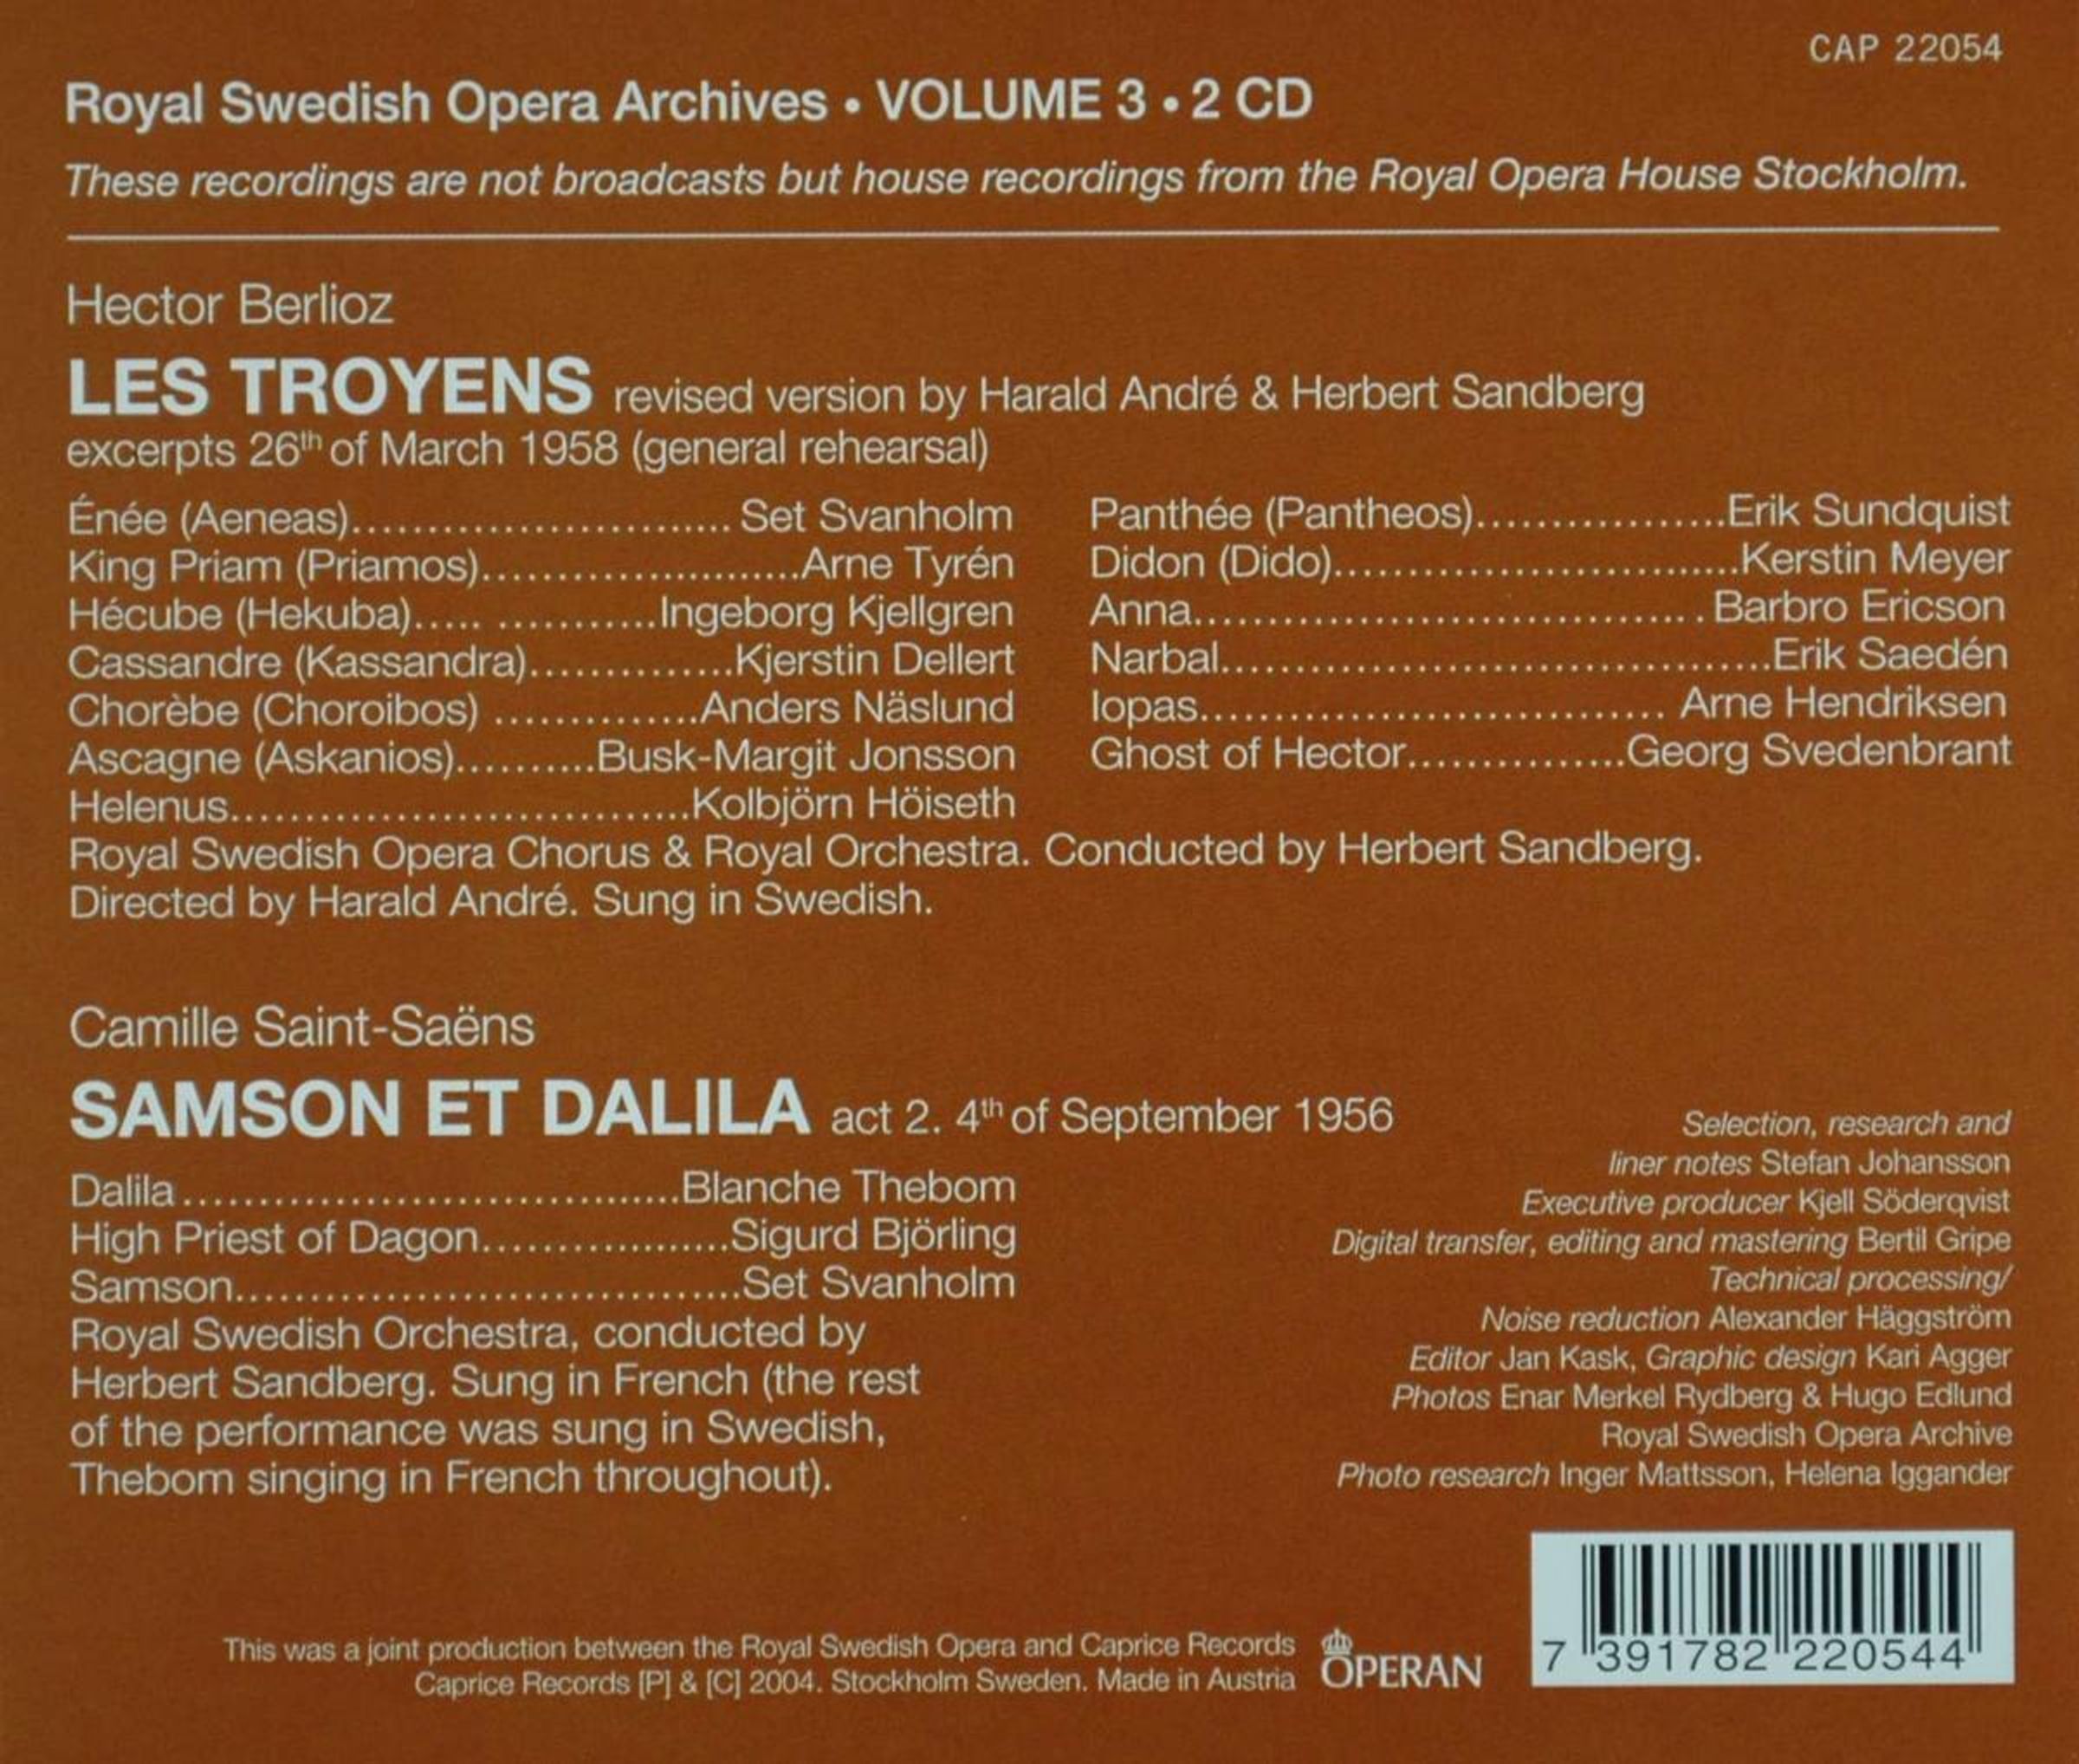 CAP 22054
Royal Swedish Opera Archives • VOLUME 3 • 2 CD
These recordings are not broadcasts but house recordings from the Royal Opera House Stockholm.
Hector Berlioz
LES TROYENS revised version by Harald André & Herbert Sandberg
excerpts 26th of March 1958 (general rehearsal)
Énée (Aeneas)......................... Set Svanholm
King Priam (Priamos).....................Arne Tyrén
Hécube (Hekuba)..... ...........Ingeborg Kjellgren
Cassandre (Kassandra)..............Kjerstin Dellert
Chorèbe (Choroibos) ..............Anders Näslund
Ascagne (Askanios)..........Busk-Margit Jonsson
Helenus...............................Kolbjörn Höiseth
Panthée (Pantheos).................Erik Sundquist
Didon (Dido)...........................Kerstin Meyer
Anna.................................. Barbro Ericson
Narbal.....................................Erik Saedén
Iopas............................... Arne Hendriksen
Ghost of Hector...............Georg Svedenbrant
Royal Swedish Opera Chorus & Royal Orchestra. Conducted by Herbert Sandberg.
Directed by Harald André. Sung in Swedish.
Camille Saint-Saëns
SAMSON ET DALILA act 2. 4th of September 1956
Dalila.................................Blanche Thebom
High Priest of Dagon.................Sigurd Björling
Samson..................................Set Svanholm
Royal Swedish Orchestra, conducted by
Herbert Sandberg. Sung in French (the rest
of the performance was sung in Swedish,
Thebom singing in French throughout).
Selection, research and
liner notes Stefan Johansson
Executive producer Kjell Söderqvist
Digital transfer, editing and mastering Bertil Gripe
Technical processing/
Noise reduction Alexander Häggström
Editor Jan Kask, Graphic design Kari Agger
Photos Enar Merkel Rydberg & Hugo Edlund
Royal Swedish Opera Archive
Photo research Inger Mattsson, Helena Iggander
This was a joint production between the Royal Swedish Opera and Caprice Records
Caprice Records [P] & [C] 2004. Stockholm Sweden. Made in Austria
OPERAN
7 391782 220544